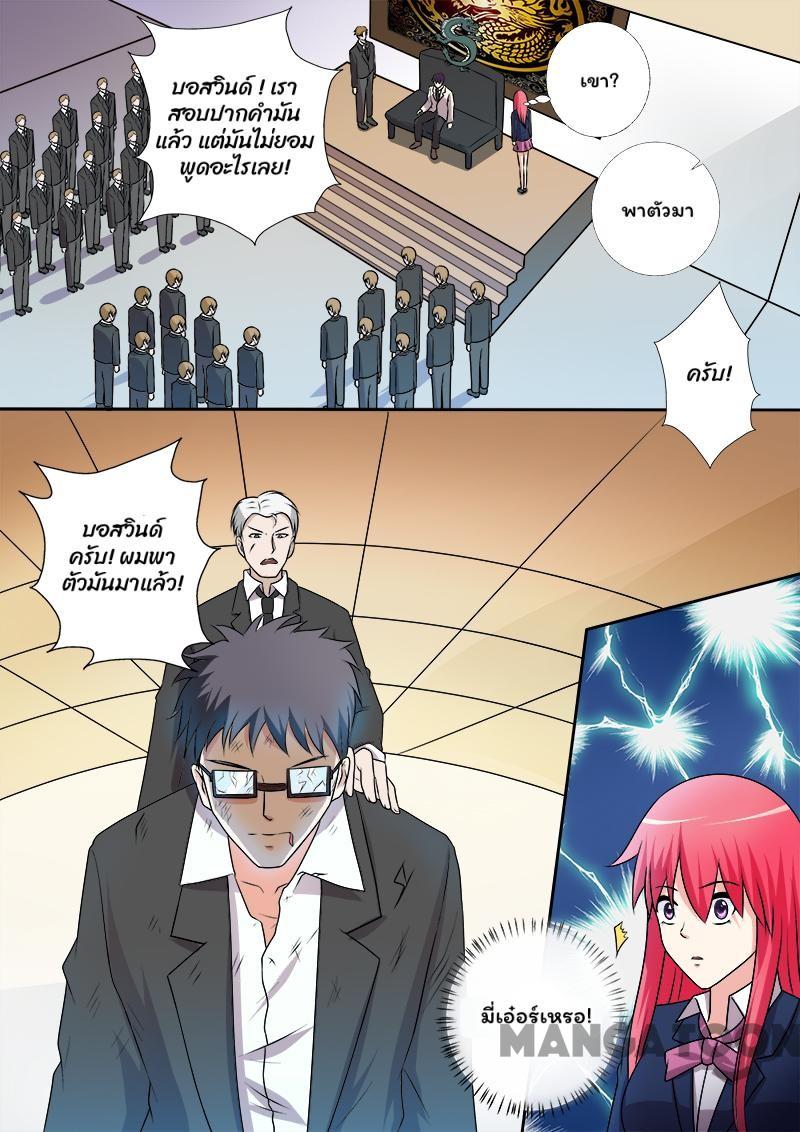 บอสวินด์ ! เรา
สอบปากคำมัน
แล้ว แต่มันไม่ยอม
พูดอะไรเลย!
เขา?
พาตัวมา
ครับ!
บอสวินด์
ครับ! ผมพา
ตัวมันมาแล้ว!
มี่เอ๋อร์เหรอ!
MANGATOON